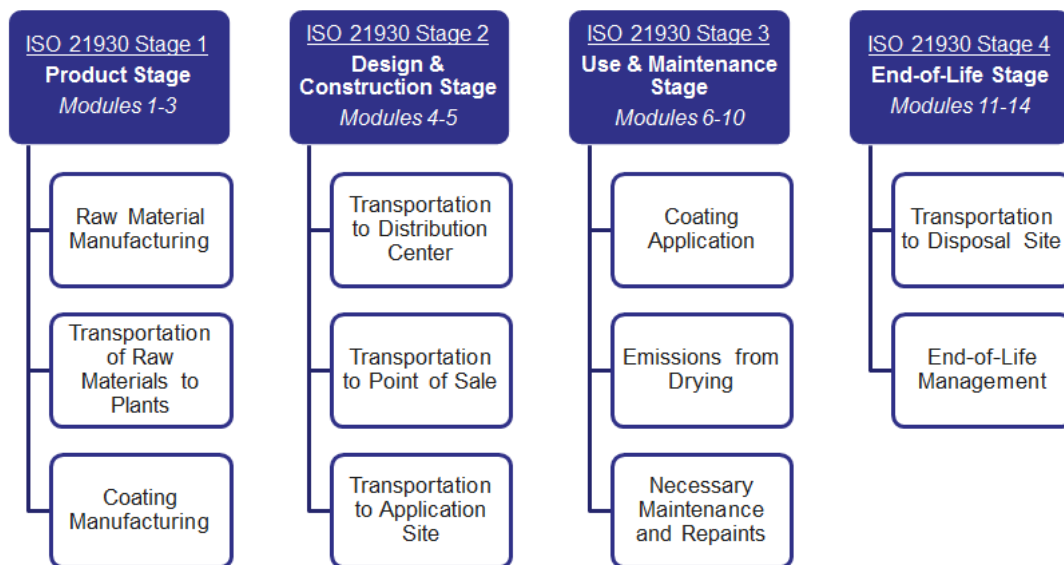 ISO 21930 Stage 1
Product Stage
Modules 1-3
Raw Material
Manufacturing
Transportation
of Raw
Materials to
Plants
Coating
Manufacturing
ISO 21930 Stage 2
Design &
Construction Stage
Modules 4-5
Transportation
to Distribution
Center
Transportation
to Point of Sale
Transportation
to Application
Site
ISO 21930 Stage 3
Use & Maintenance
Stage
Modules 6-10
Coating
Application
Emissions from
Drying
Necessary
Maintenance
and Repaints
ISO 21930 Stage 4
End-of-Life Stage
Modules 11-14
Transportation
to Disposal Site
End-of-Life
Management